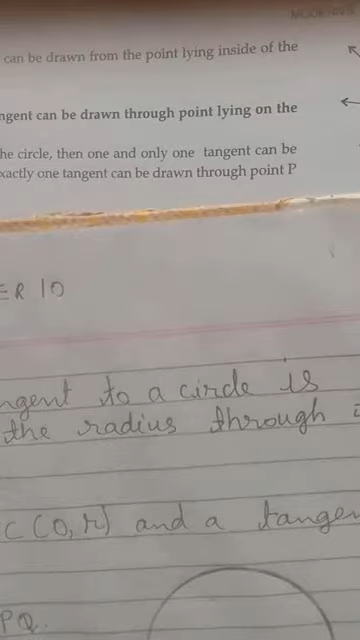 can be drawn from the point lying inside of the
ngent can be drawn through point lying on the
he circle, then one and only one tangent can be
xactly one tangent can be drawn through point P
ER 10
ngent to a circle is
the radius through
C (O, r) and a tangen
PQ.